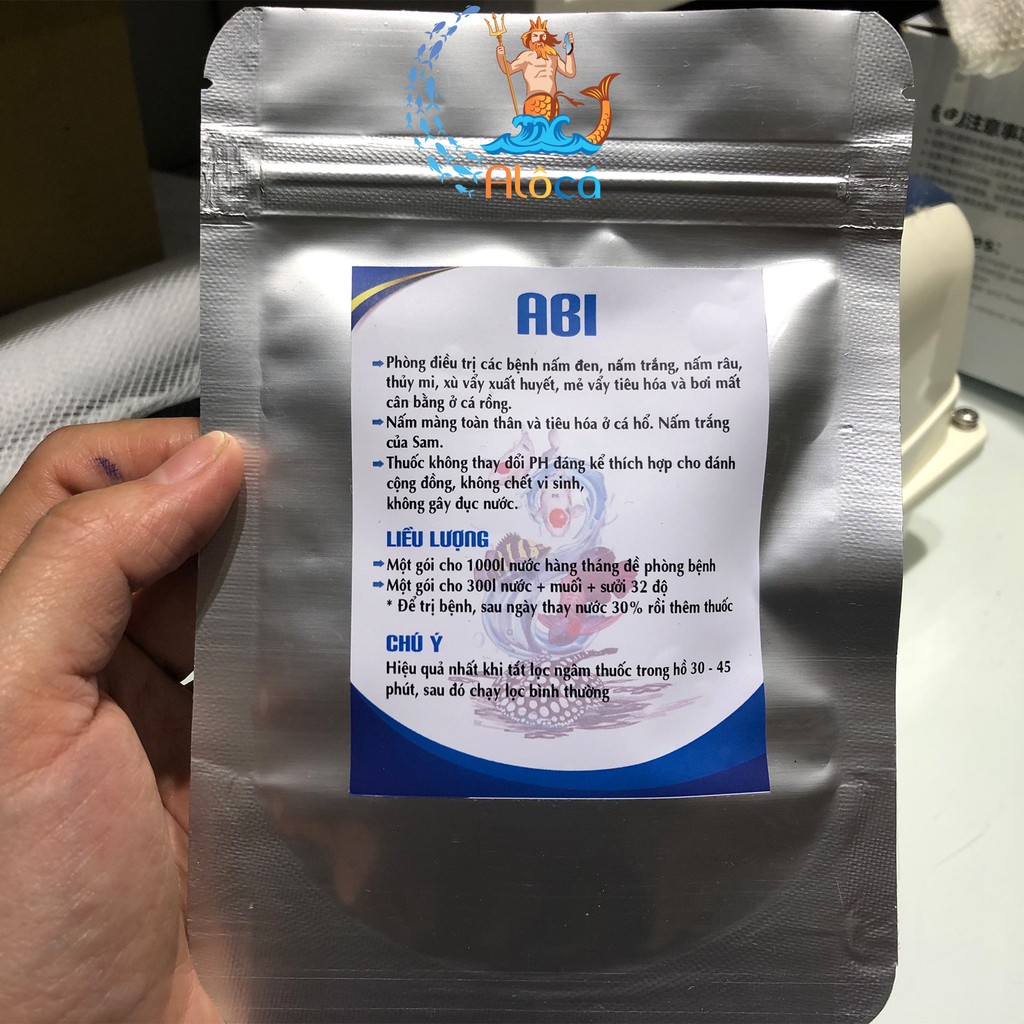 Alôcá
ABI
Phòng điều trị các bệnh nấm đen, nấm trắng, nấm râu,
thủy mi, xù vẩy xuất huyết, mẻ vẩy tiêu hóa và bơi mất
cân bằng ở cá rồng.
Nấm màng toàn thân và tiêu hóa ở cá hổ. Nấm trắng
của Sam.
Thuốc không thay đổi PH đáng kể thích hợp cho đánh
cộng đồng, không chết vi sinh,
không gây đục nước.
LIỀU LƯỢNG
Một gói cho 1000l nước hàng tháng đề phòng bệnh
Một gói cho 300l nước + muối + sưởi 32 độ
* Để trị bệnh, sau ngày thay nước 30% rồi thêm thuốc
CHÚ Ý
Hiệu quả nhất khi tắt lọc ngâm thuốc trong hồ 30 - 45
phút, sau đó chạy lọc bình thường
注意事